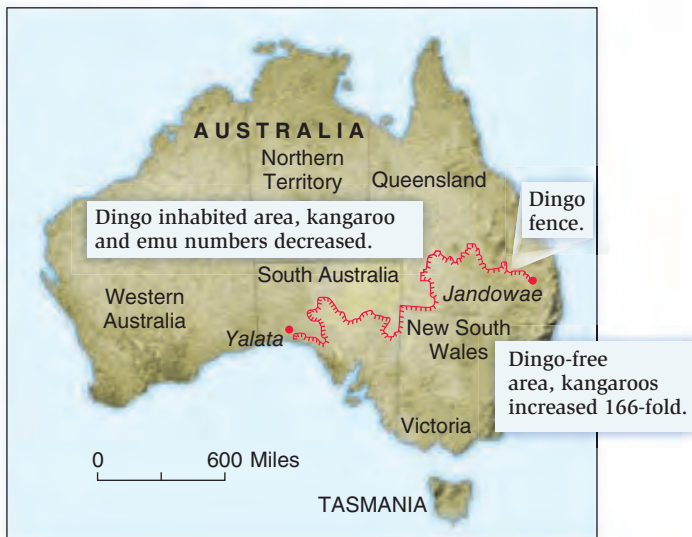 AUSTRALIA
Northern
Territory
Queensland
Dingo
fence.
Dingo inhabited area, kangaroo
and emu numbers decreased.
South Australia
Jandowae
Western
Australia
Yalata
New South
Wales
Dingo-free
area, kangaroos
increased 166-fold.
Victoria
0 600 Miles
TASMANIA